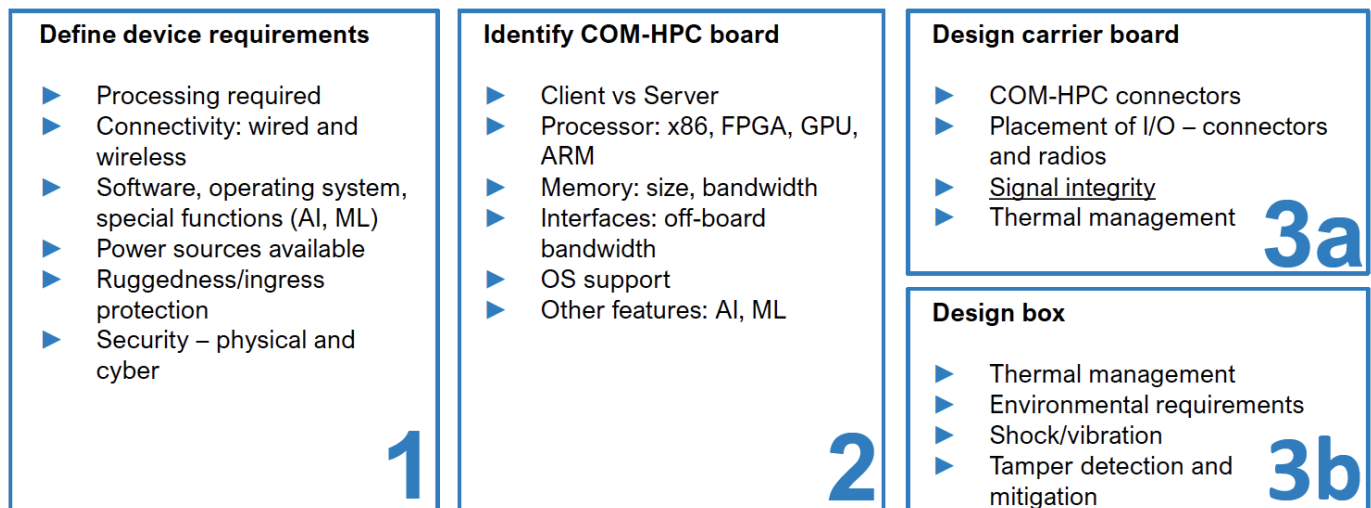 Define device requirements
► Processing required
► Connectivity: wired and
wireless
► Software, operating system,
special functions (AI, ML)
► Power sources available
► Ruggedness/ingress
protection
► Security – physical and
cyber
1
Identify COM-HPC board
► Client vs Server
► Processor: x86, FPGA, GPU,
ARM
► Memory: size, bandwidth
► Interfaces: off-board
bandwidth
► OS support
► Other features: AI, ML
2
Design carrier board
► COM-HPC connectors
► Placement of I/O – connectors
and radios
► Signal integrity
► Thermal management
3a
Design box
► Thermal management
► Environmental requirements
► Shock/vibration
► Tamper detection and
mitigation
3b